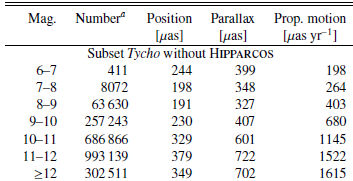 Mag. Numberᵃ Position Parallax Prop. motion
[μas] [μas] [μas yr⁻¹]
Subset Tycho without HIPPARCOS
6–7 411 244 399 198
7–8 8072 198 348 264
8–9 63 630 191 327 403
9–10 257 243 230 407 680
10–11 686 866 329 601 1145
11–12 993 139 379 722 1522
≥12 302 511 349 702 1615